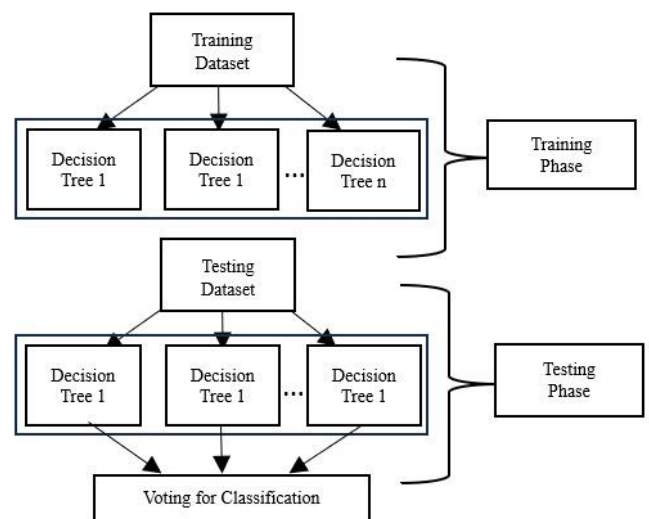 Training
Dataset
Decision
Tree 1
Decision
Tree 1
...
Decision
Tree n
Training
Phase
Testing
Dataset
Decision
Tree 1
Decision
Tree 1
...
Decision
Tree 1
Testing
Phase
Voting for Classification